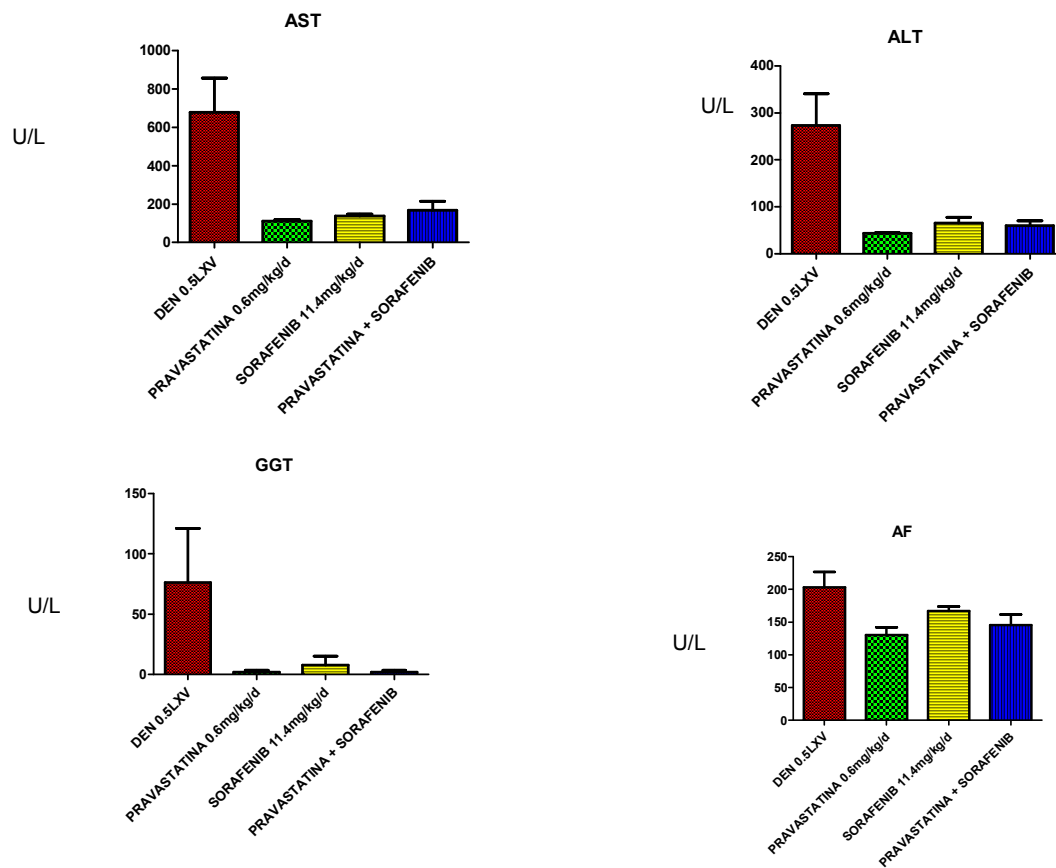 AST
U/L
1000
800
600
400
200
0
DEN 0.5LXV
PRAVASTATINA 0.6mg/kg/d
SORAFENIB 11.4mg/kg/d
PRAVASTATINA + SORAFENIB
ALT
U/L
400
300
200
100
0
DEN 0.5LXV
PRAVASTATINA 0.6mg/kg/d
SORAFENIB 11.4mg/kg/d
PRAVASTATINA + SORAFENIB
GGT
U/L
150
100
50
0
DEN 0.5LXV
PRAVASTATINA 0.6mg/kg/d
SORAFENIB 11.4mg/kg/d
PRAVASTATINA + SORAFENIB
AF
U/L
250
200
150
100
50
0
DEN 0.5LXV
PRAVASTATINA 0.6mg/kg/d
SORAFENIB 11.4mg/kg/d
PRAVASTATINA + SORAFENIB